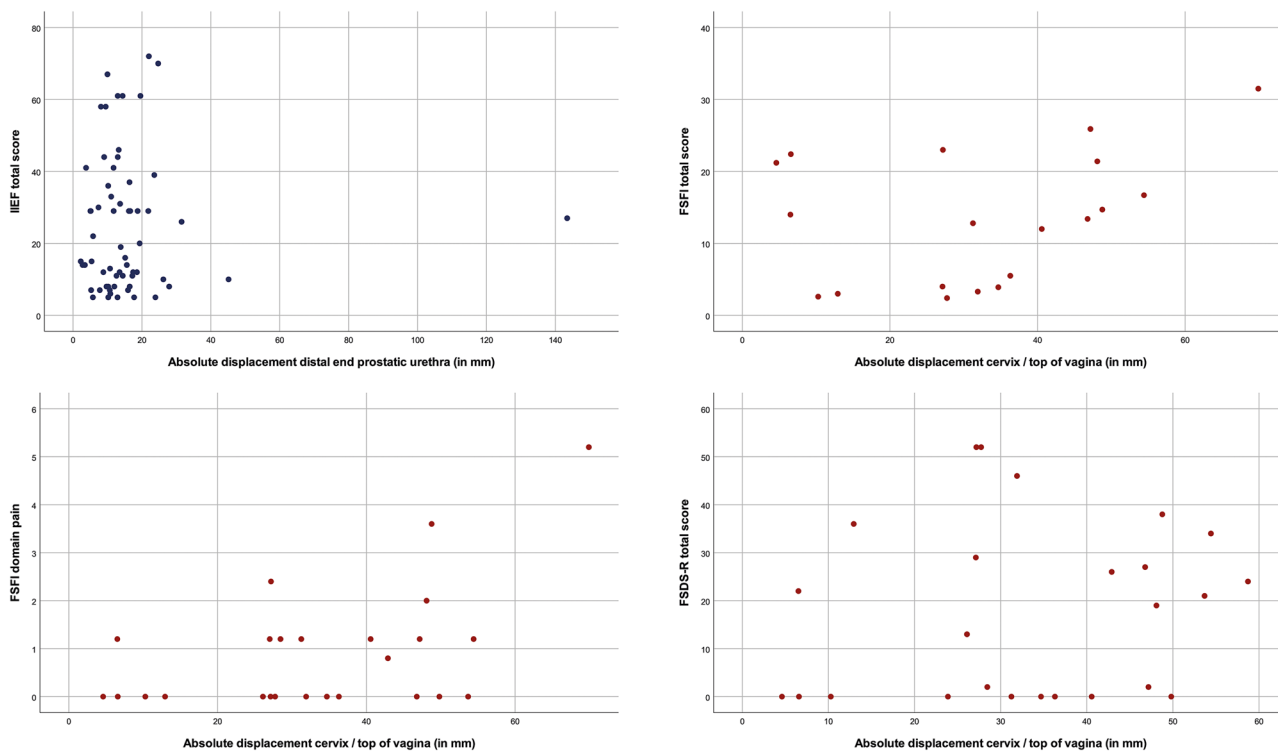 80
60
40
20
0
IIEF total score
0 20 40 60 80 100 120 140
Absolute displacement distal end prostatic urethra (in mm)
40
30
20
10
0
FSFI total score
0 20 40 60
Absolute displacement cervix / top of vagina (in mm)
6
5
4
3
2
1
0
FSFI domain pain
0 20 40 60
Absolute displacement cervix / top of vagina (in mm)
60
50
40
30
20
10
0
FSDS-R total score
0 10 20 30 40 50 60
Absolute displacement cervix / top of vagina (in mm)